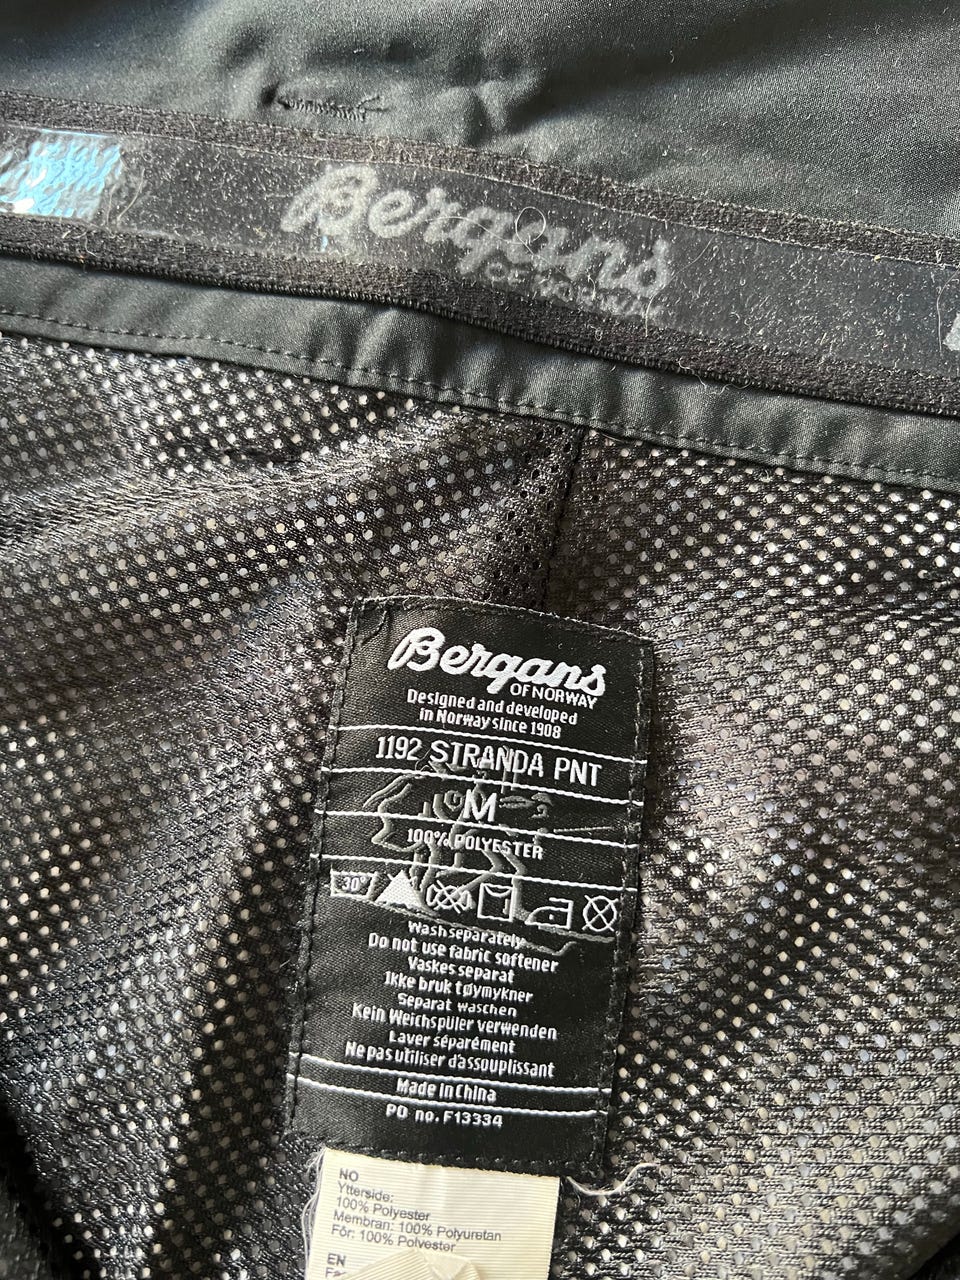 Bergans
OF NORWAY
Bergans
OF NORWAY
Designed and developed
in Norway since 1908
1192 STRANDA PNT
M
100% POLYESTER
30°
Wash separately
Do not use fabric softener
Vaskes separat
Ikke bruk tøymykner
Separat waschen
Kein Weichspüler verwenden
Laver séparément
Ne pas utiliser d'assouplissant
Made in China
PO no. F13334
NO
Ytterside:
100% Polyester
Membran: 100% Polyuretan
Fôr: 100% Polyester
EN